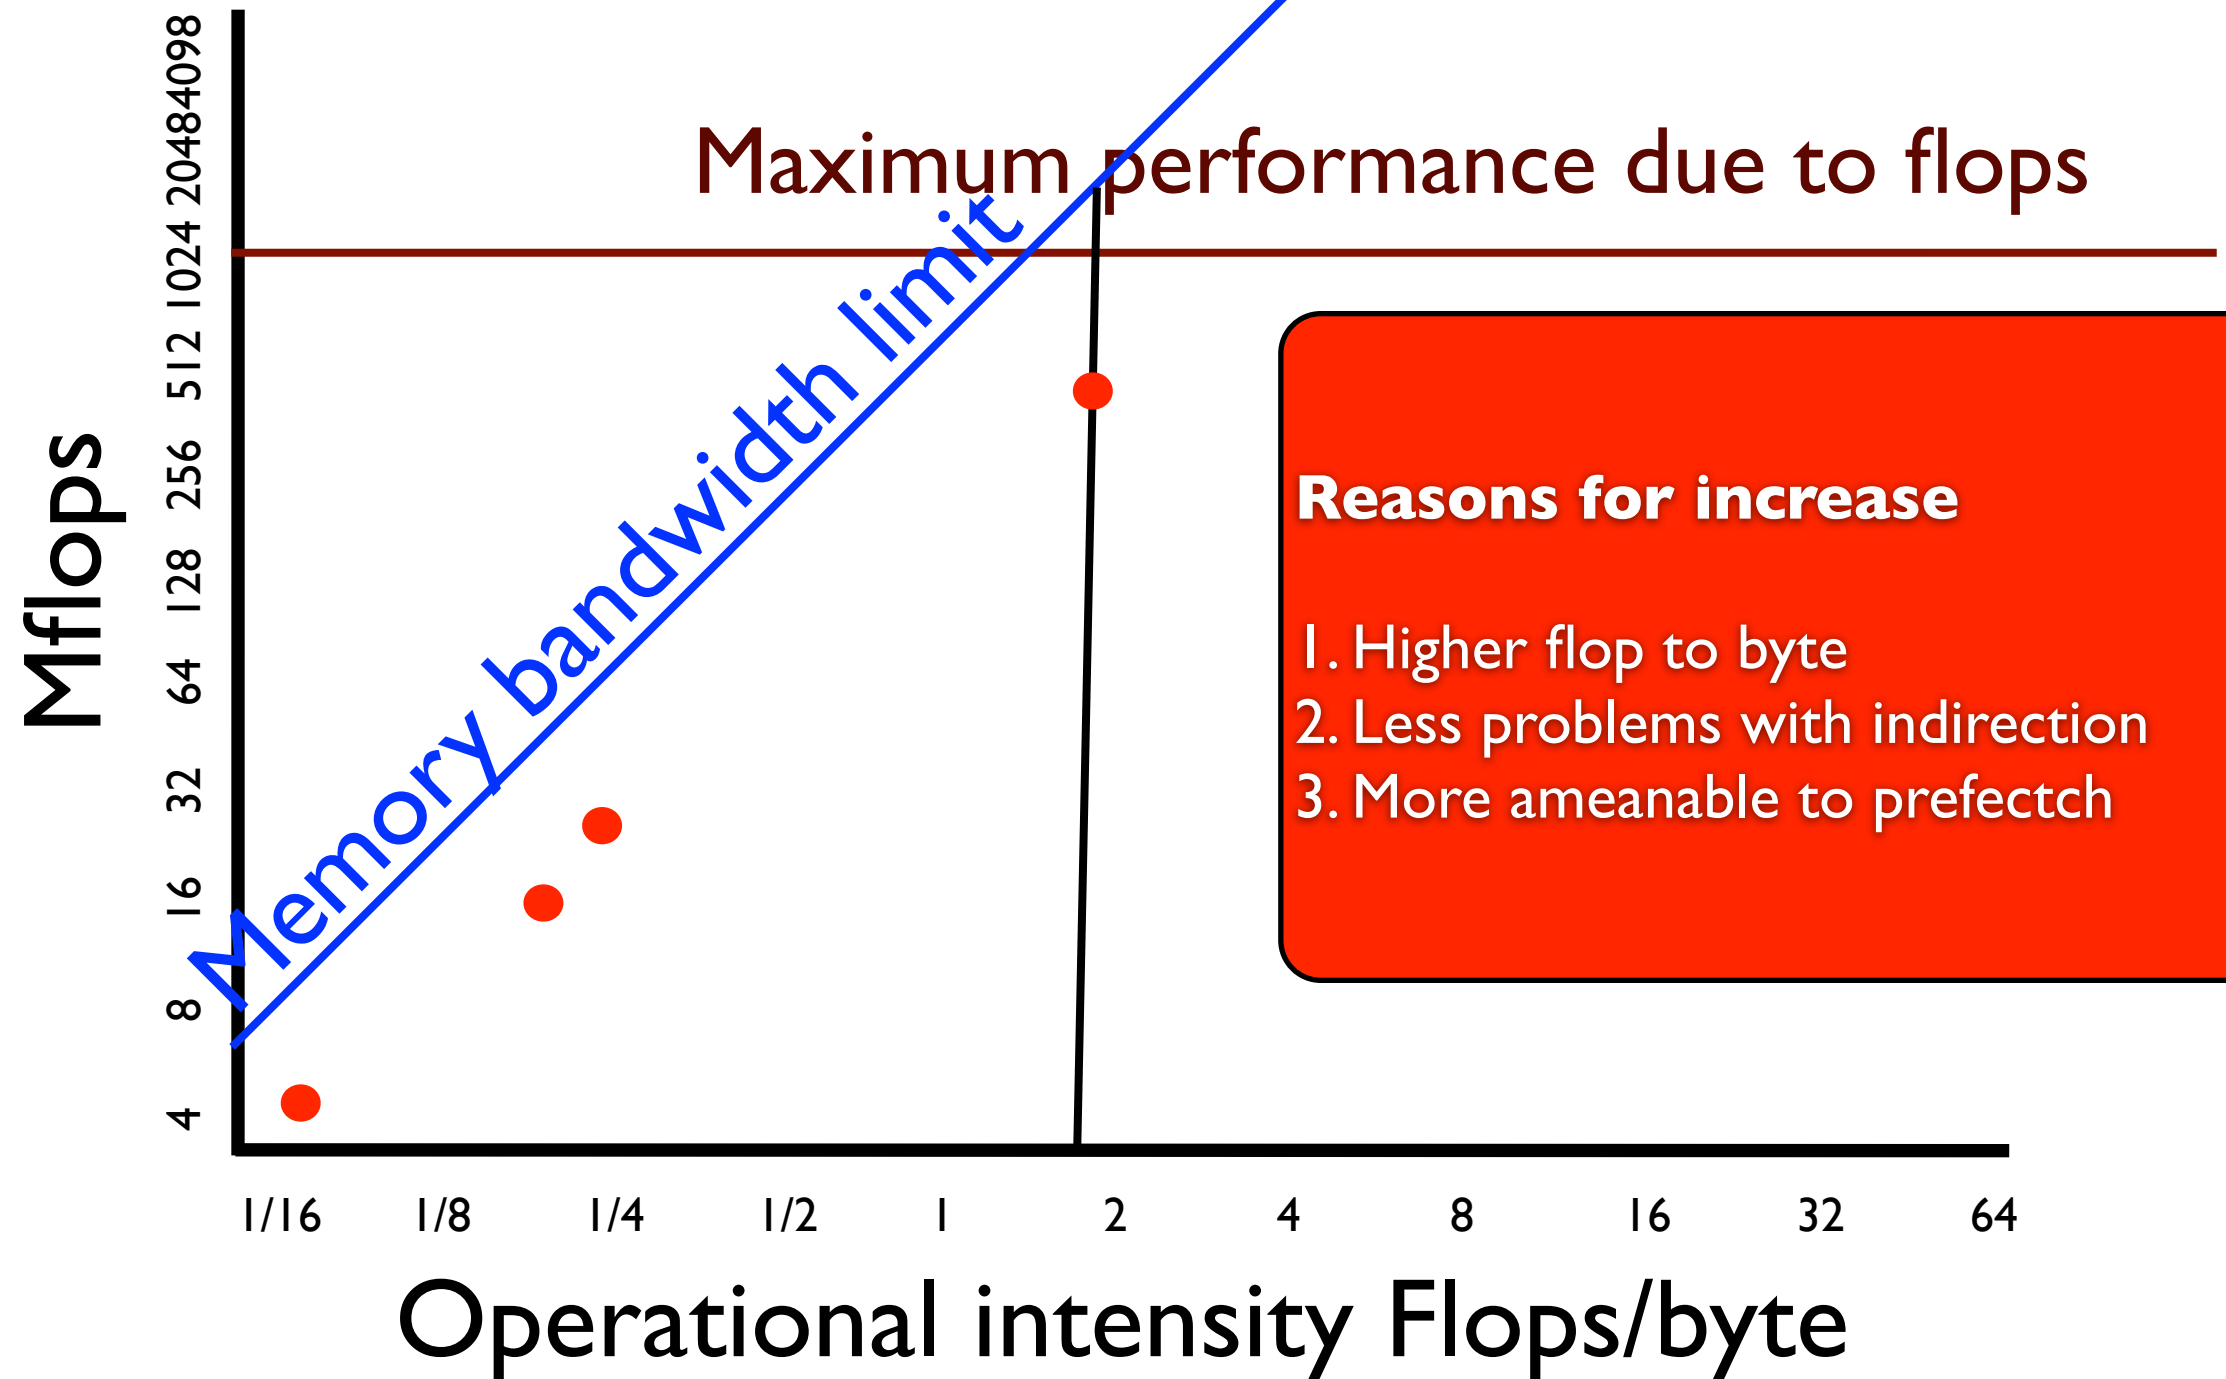 Mflops
4098
2048
1024
512
256
128
64
32
16
8
4
Maximum performance due to flops
Memory bandwidth limit
Reasons for increase
1. Higher flop to byte
2. Less problems with indirection
3. More ameanable to prefectch
1/16 1/8 1/4 1/2 1 2 4 8 16 32 64
Operational intensity Flops/byte